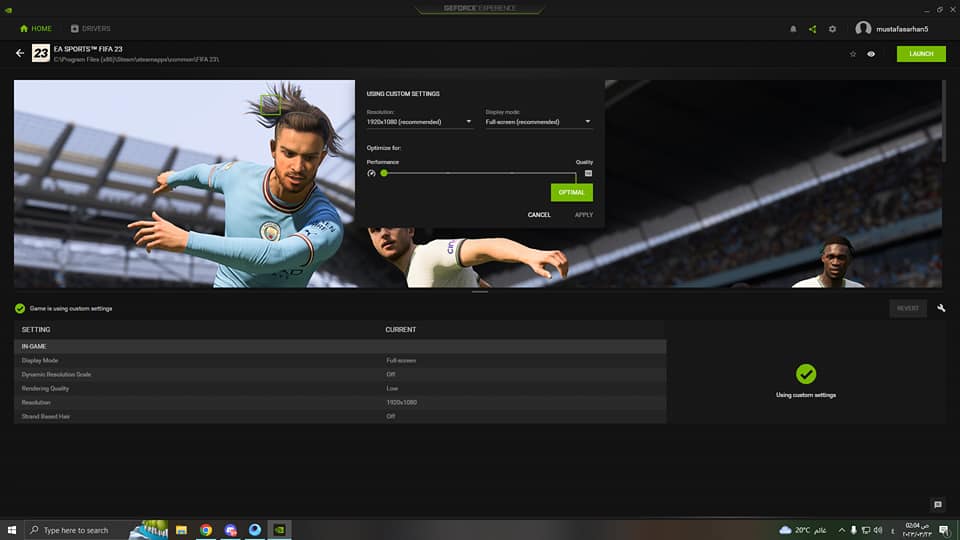 GEFORCE EXPERIENCE
HOME
DRIVERS
mustafasarhan5
23
EA SPORTS™ FIFA 23
C:\Program Files (x86)\Steam\steamapps\common\FIFA 23\
LAUNCH
USING CUSTOM SETTINGS
Resolution:
Display mode:
1920x1080 (recommended)
Full-screen (recommended)
Optimize for:
Performance
Quality
OPTIMAL
CANCEL
APPLY
Game is using custom settings
REVERT
SETTING
CURRENT
IN-GAME
Display Mode
Full-screen
Dynamic Resolution Scale
Off
Rendering Quality
Low
Resolution
1920x1080
Strand Based Hair
Off
Using custom settings
Type here to search
20°C
غائم
ع
02:04 ص
٢٠٢٣/٠٣/٢٣